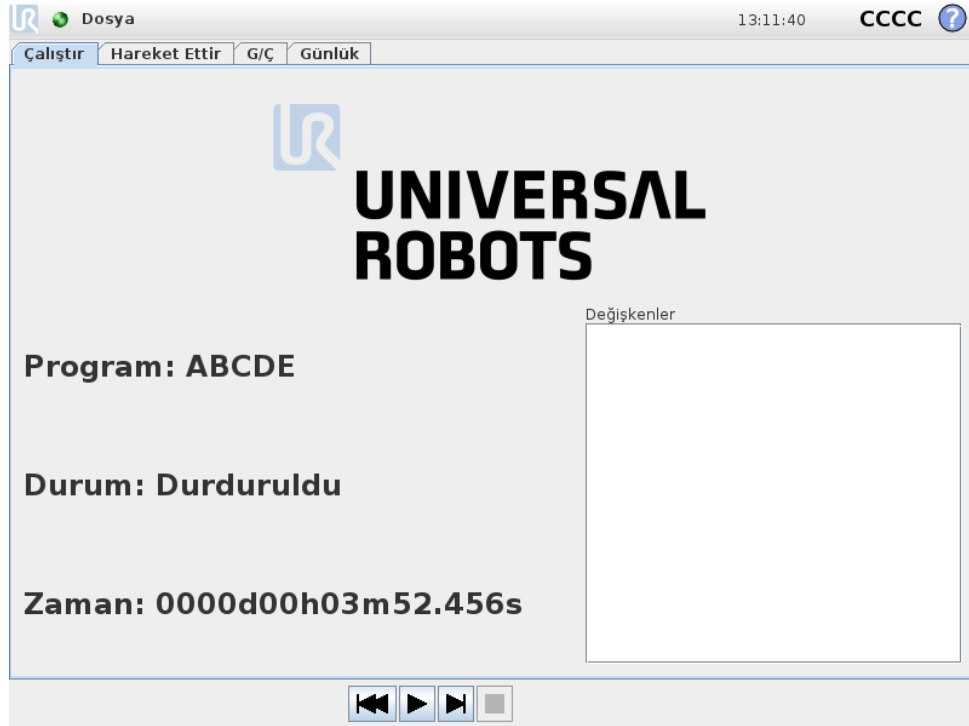 Dosya 13:11:40 CCCC ?
Çalıştır Hareket Ettir G/Ç Günlük
UR
UNIVERSAL
ROBOTS
Değişkenler
Program: ABCDE
Durum: Durduruldu
Zaman: 0000d00h03m52.456s